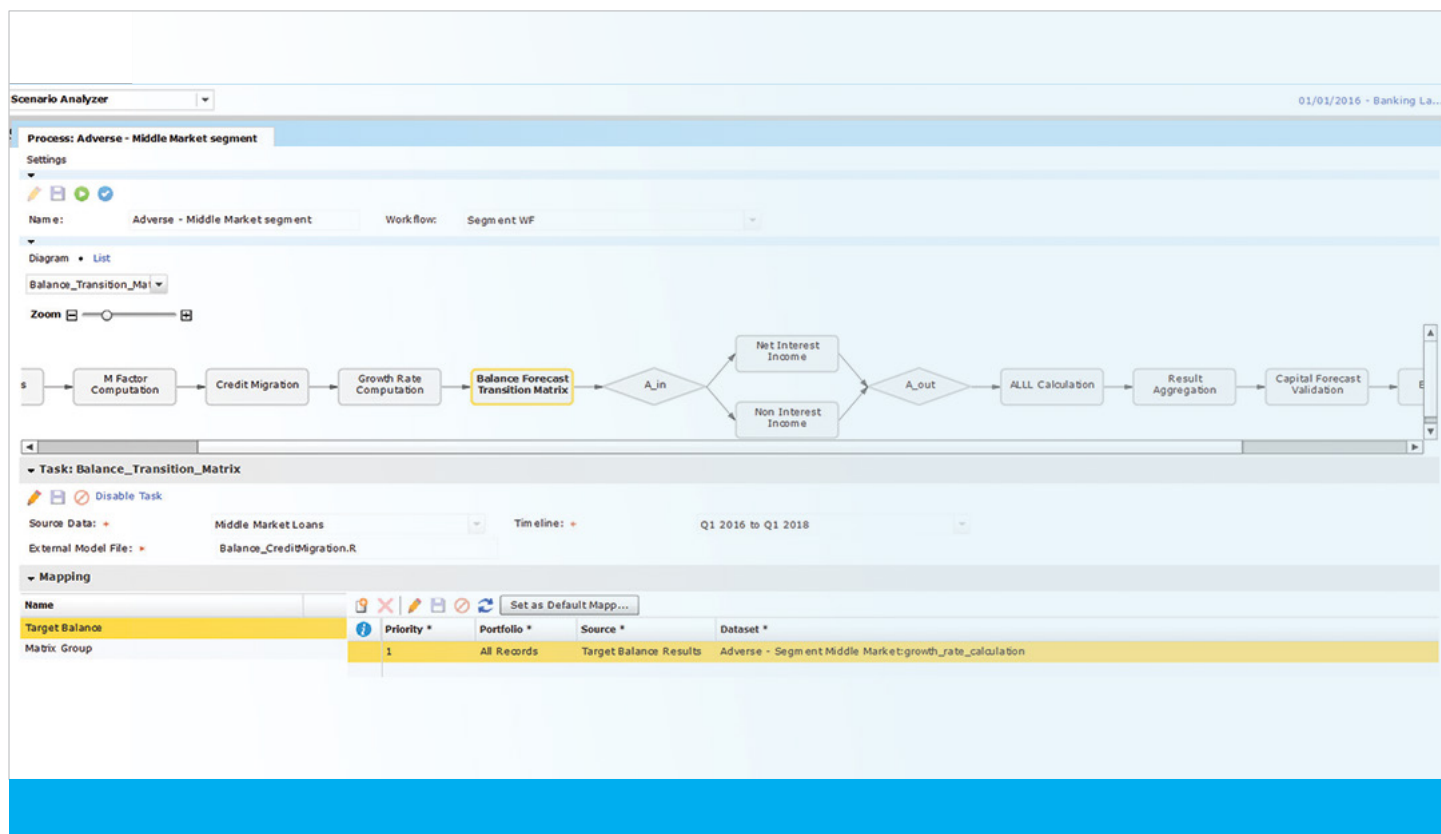 Scenario Analyzer
01/01/2016 - Banking La...
Process: Adverse - Middle Market segment
Settings
Name: Adverse - Middle Market segment Workflow: Segment WF
Diagram • List
Balance_Transition_Mat
Zoom
s
M Factor
Computation
Credit Migration
Growth Rate
Computation
Balance Forecast
Transition Matrix
A_in
Net Interest
Income
Non Interest
Income
A_out
ALLL Calculation
Result
Aggregation
Capital Forecast
Validation
E
Task: Balance_Transition_Matrix
Disable Task
Source Data: Middle Market Loans Timeline: Q1 2016 to Q1 2018
External Model File: Balance_CreditMigration.R
Mapping
Name
Target Balance
Matrix Group
Set as Default Mapp...
Priority * Portfolio * Source * Dataset *
1 All Records Target Balance Results Adverse - Segment Middle Market:growth_rate_calculation